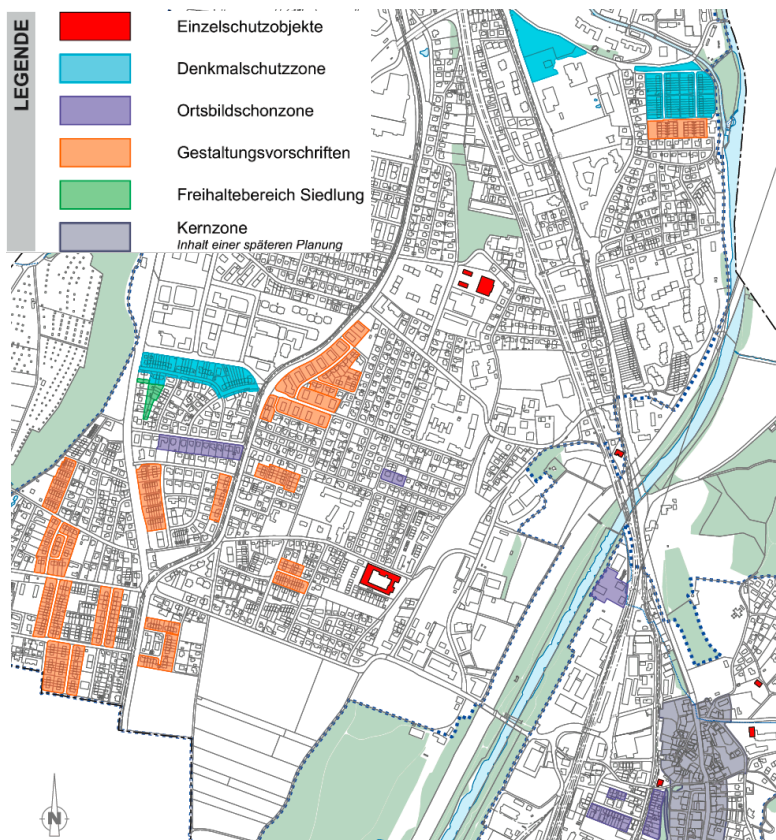 LEGENDE
Einzelschutzobjekte
Denkmalschutzzone
Ortsbildschonzone
Gestaltungsvorschriften
Freihaltebereich Siedlung
Kernzone
Inhalt einer späteren Planung
N